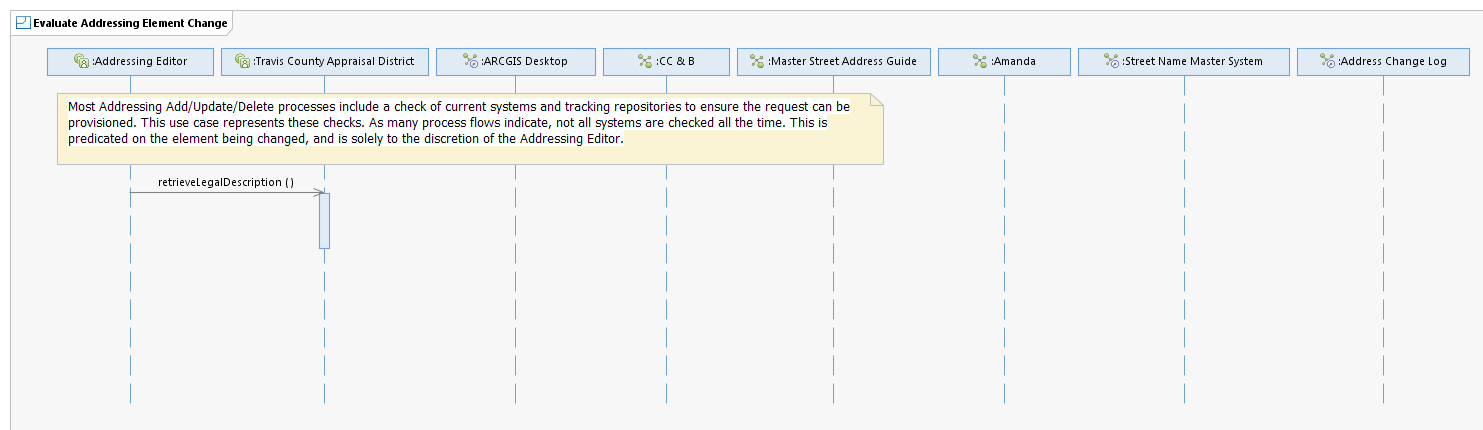 Evaluate Addressing Element Change
:Addressing Editor
:Travis County Appraisal District
:ARCGIS Desktop
:CC & B
:Master Street Address Guide
:Amanda
:Street Name Master System
:Address Change Log
Most Addressing Add/Update/Delete processes include a check of current systems and tracking repositories to ensure the request can be
provisioned. This use case represents these checks. As many process flows indicate, not all systems are checked all the time. This is
predicated on the element being changed, and is solely to the discretion of the Addressing Editor.
retrieveLegalDescription ( )